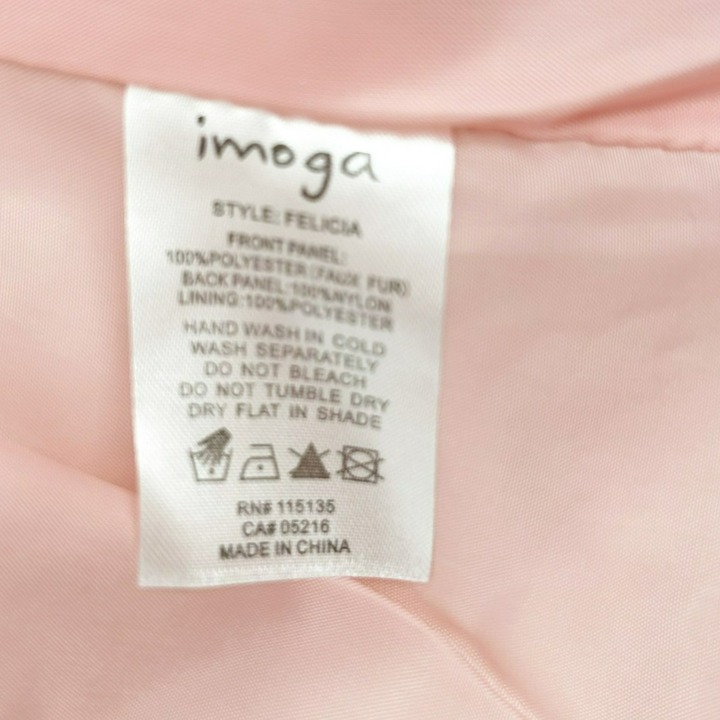 imoga
STYLE: FELICIA
FRONT PANEL:
100%POLYESTER (FAUX FUR)
BACK PANEL:100%NYLON
LINING:100%POLYESTER
HAND WASH IN COLD
WASH SEPARATELY
DO NOT BLEACH
DO NOT TUMBLE DRY
DRY FLAT IN SHADE
RN# 115135
CA# 05216
MADE IN CHINA